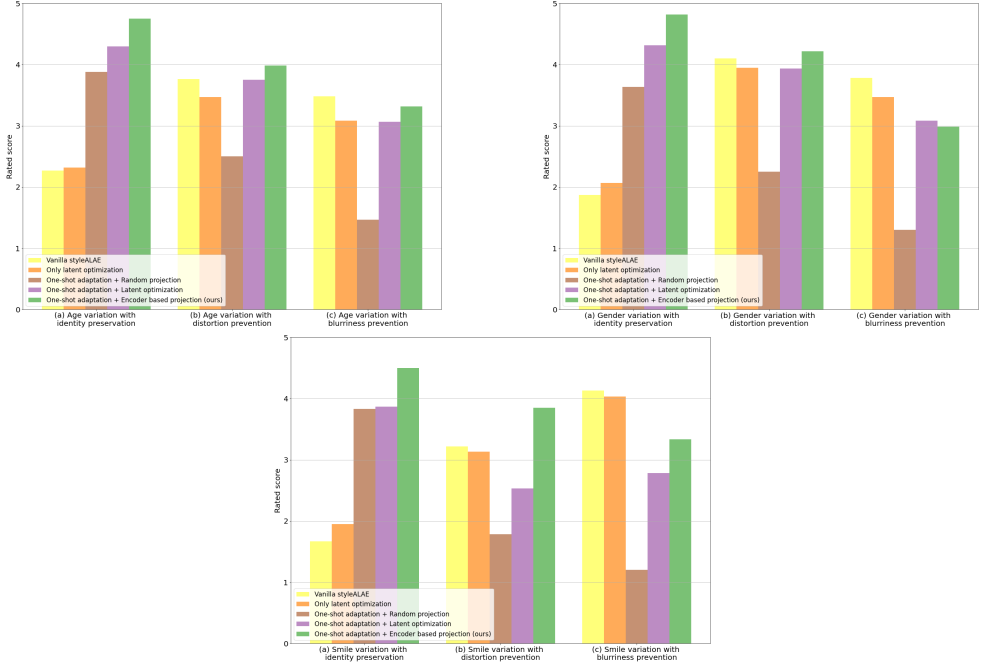 5
4
3
2
1
0
Rated score
Vanilla styleALAE
Only latent optimization
One-shot adaptation + Random projection
One-shot adaptation + Latent optimization
One-shot adaptation + Encoder based projection (ours)
(a) Age variation with
identity preservation
(b) Age variation with
distortion prevention
(c) Age variation with
blurriness prevention
5
4
3
2
1
0
Rated score
Vanilla styleALAE
Only latent optimization
One-shot adaptation + Random projection
One-shot adaptation + Latent optimization
One-shot adaptation + Encoder based projection (ours)
(a) Gender variation with
identity preservation
(b) Gender variation with
distortion prevention
(c) Gender variation with
blurriness prevention
5
4
3
2
1
0
Rated score
Vanilla styleALAE
Only latent optimization
One-shot adaptation + Random projection
One-shot adaptation + Latent optimization
One-shot adaptation + Encoder based projection (ours)
(a) Smile variation with
identity preservation
(b) Smile variation with
distortion prevention
(c) Smile variation with
blurriness prevention